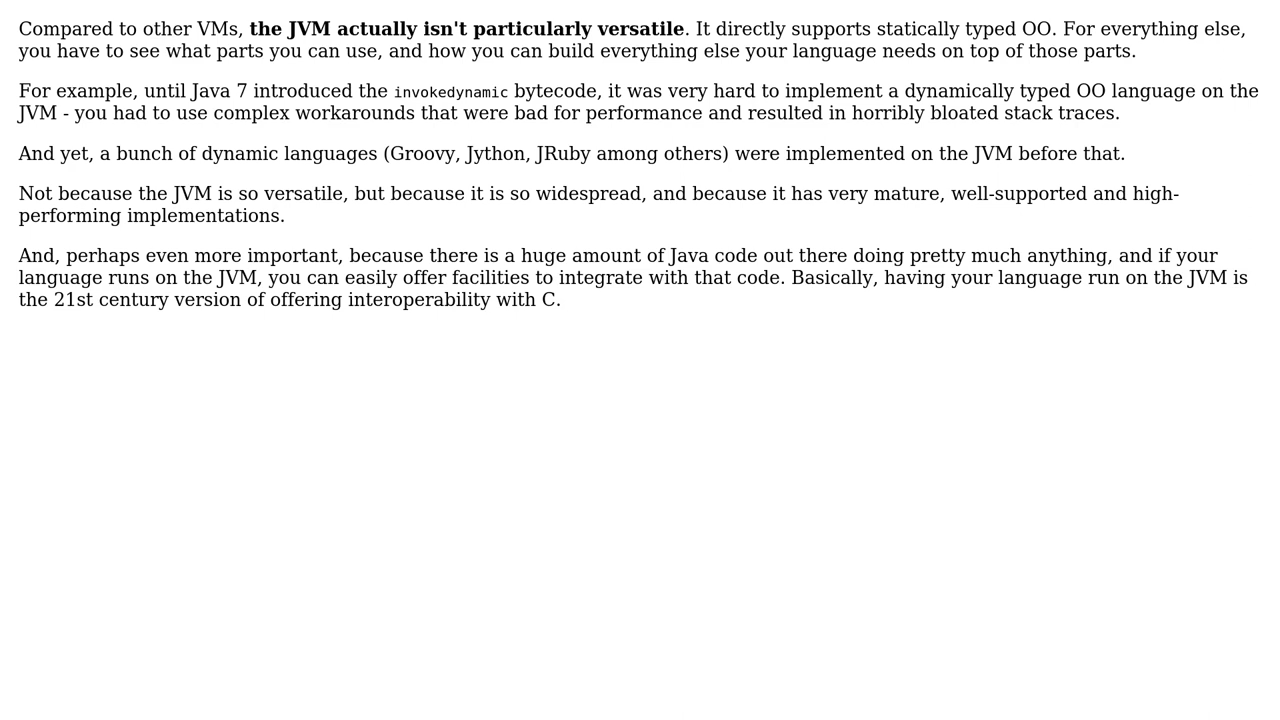 Compared to other VMs, the JVM actually isn't particularly versatile. It directly supports statically typed OO. For everything else,
you have to see what parts you can use, and how you can build everything else your language needs on top of those parts.
For example, until Java 7 introduced the invokedynamic bytecode, it was very hard to implement a dynamically typed OO language on the
JVM - you had to use complex workarounds that were bad for performance and resulted in horribly bloated stack traces.
And yet, a bunch of dynamic languages (Groovy, Jython, JRuby among others) were implemented on the JVM before that.
Not because the JVM is so versatile, but because it is so widespread, and because it has very mature, well-supported and high-
performing implementations.
And, perhaps even more important, because there is a huge amount of Java code out there doing pretty much anything, and if your
language runs on the JVM, you can easily offer facilities to integrate with that code. Basically, having your language run on the JVM is
the 21st century version of offering interoperability with C.